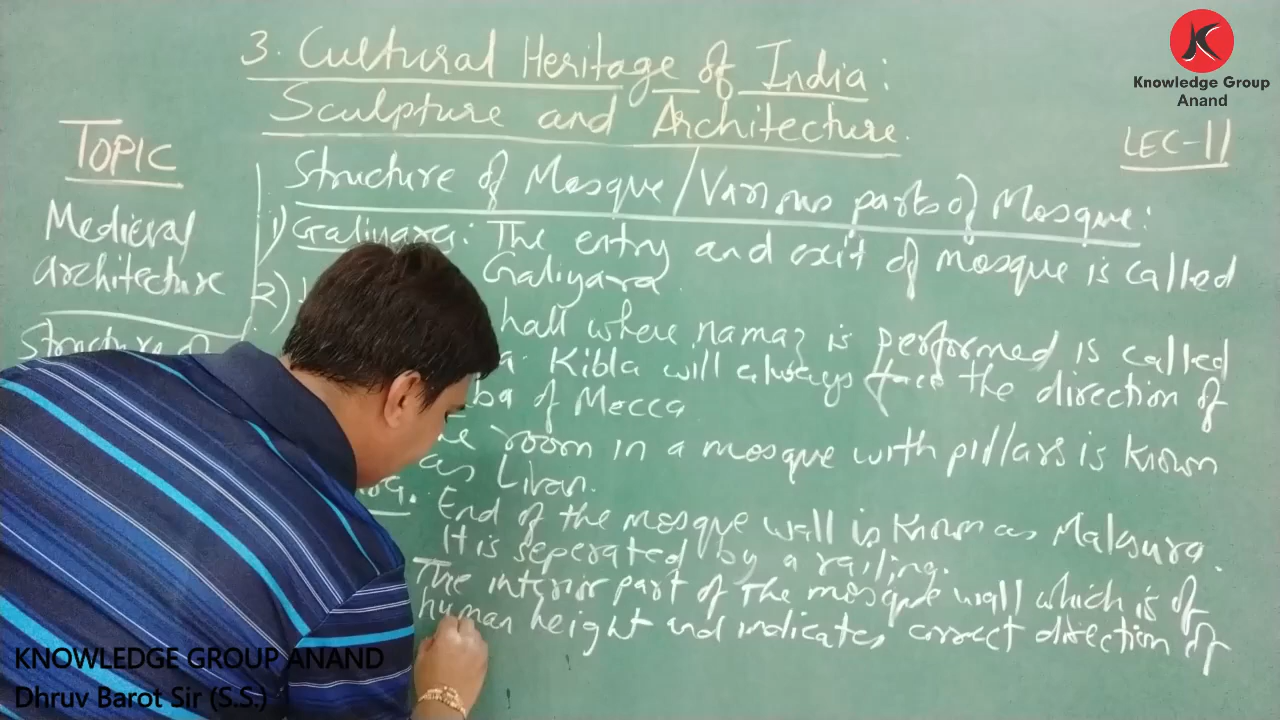 3. Cultural Heritage of India:
Sculpture and Architecture.
Knowledge Group
Anand
LEC-11
TOPIC
Medieval
architecture
Structure of
Structure of Mosque/Various parts of Mosque:
1) Galiyara: The entry and exit of mosque is called
Galiyara.
2)
hall where namaz is performed is called
Kibla will always face the direction of
of Mecca
room in a mosque with pillars is known
as Livan.
End of the mosque wall is known as Maksura.
It is seperated by a railing.
The interior part of the mosque wall which is of
human height and indicates correct direction of
KNOWLEDGE GROUP ANAND
Dhruv Barot Sir (S.S.)